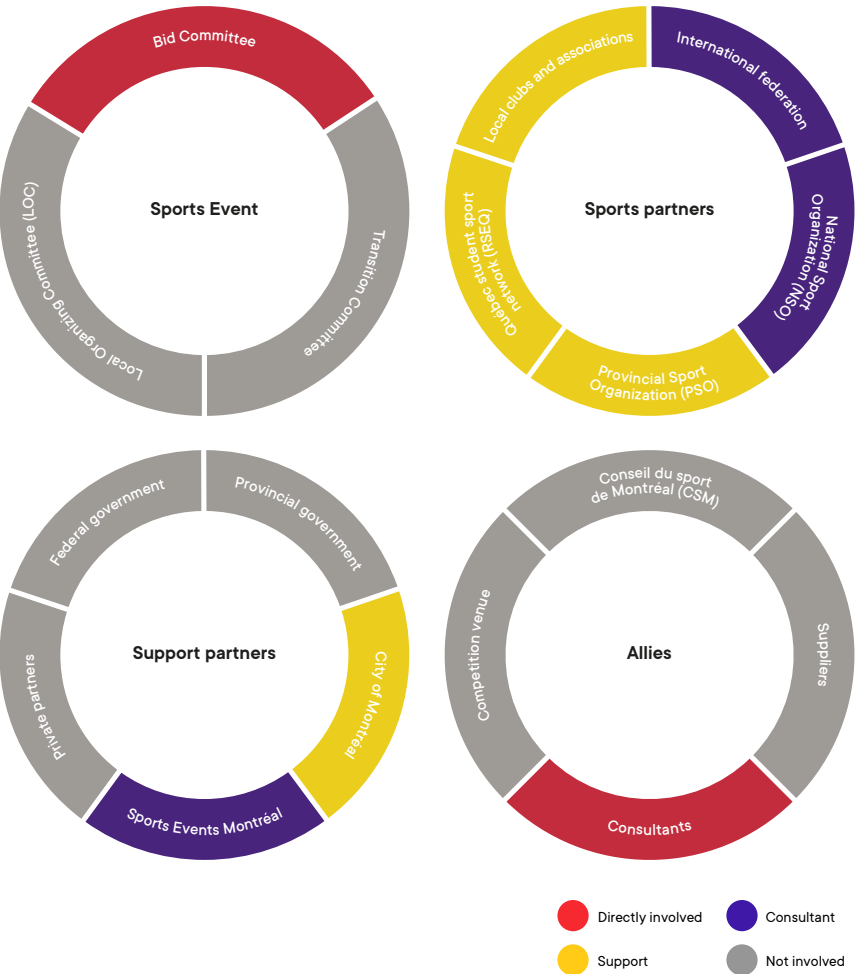 Bid Committee
Transition Committee
Local Organizing Committee (LOC)
Sports Event
International federation
National Sport
Organization (NSO)
Provincial Sport
Organization (PSO)
Québec student sport
network (RSEQ)
Local clubs and associations
Sports partners
Federal government
Provincial government
City of Montréal
Sports Events Montréal
Private partners
Support partners
Conseil du sport
de Montréal (CSM)
Suppliers
Consultants
Competition venue
Allies
Directly involved
Consultant
Support
Not involved